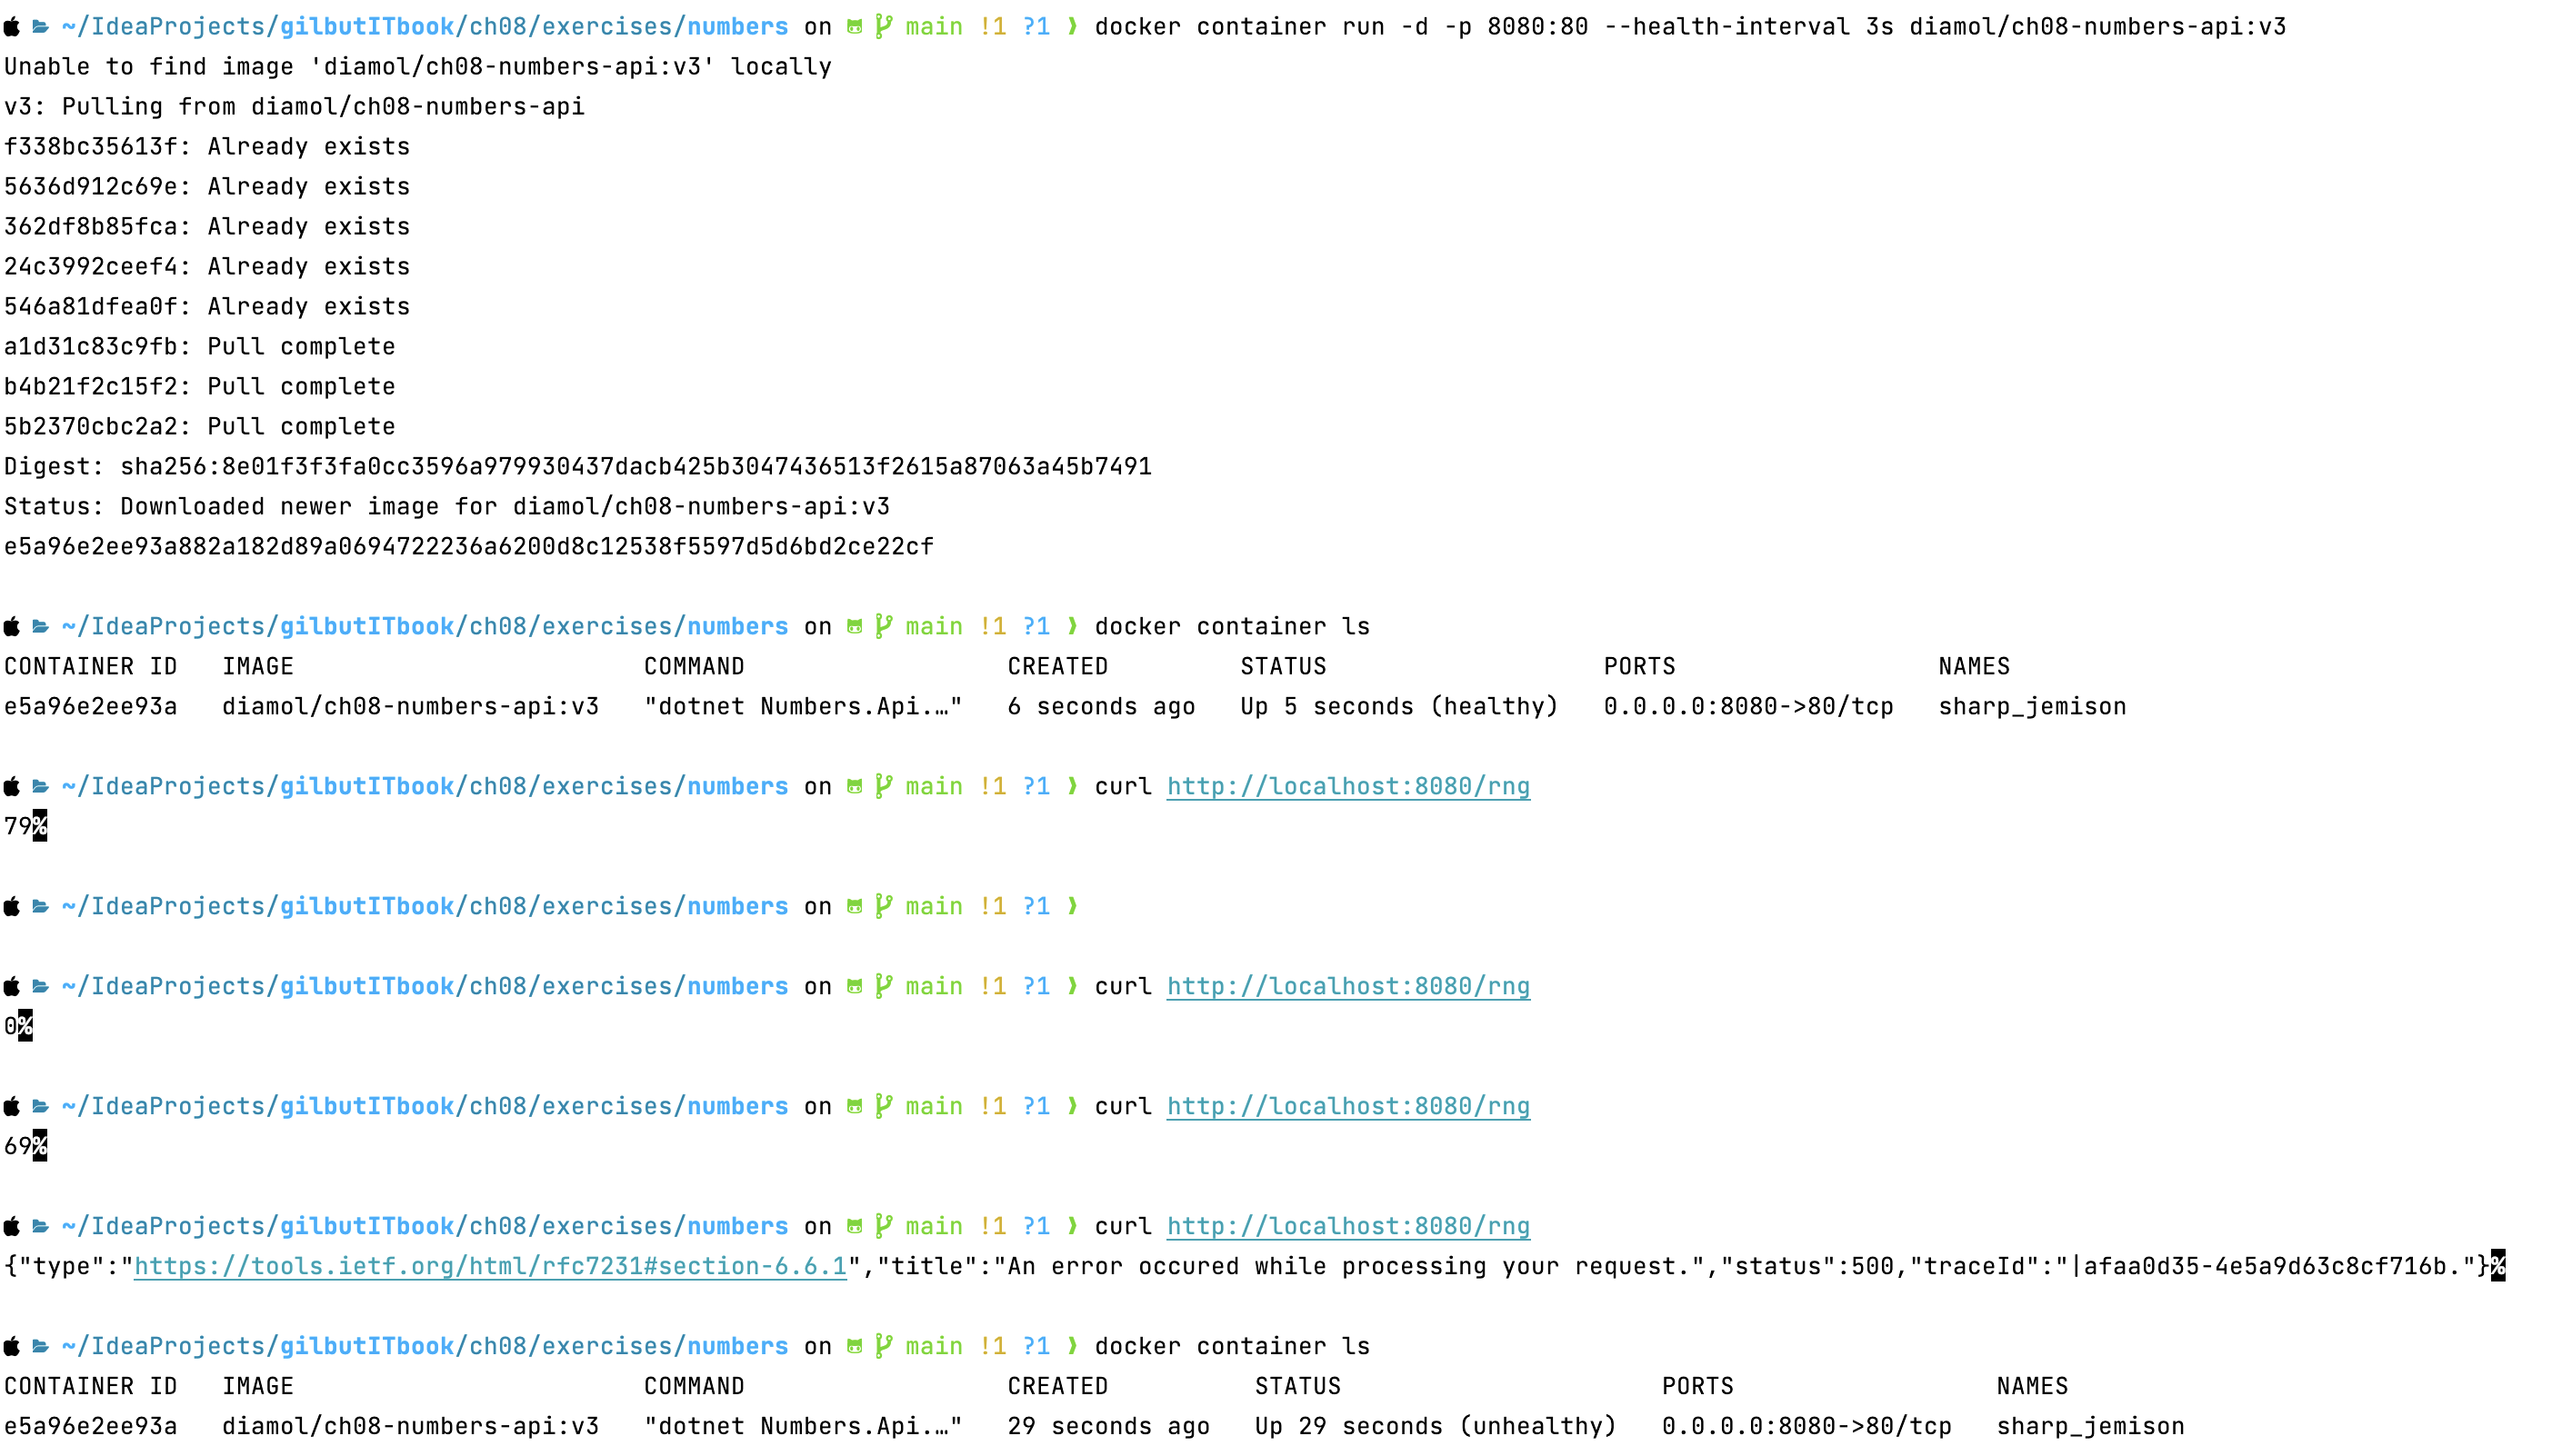 ~/IdeaProjects/gilbutITbook/ch08/exercises/numbers on main !1 ?1 ❯ docker container run -d -p 8080:80 --health-interval 3s diamol/ch08-numbers-api:v3
Unable to find image 'diamol/ch08-numbers-api:v3' locally
v3: Pulling from diamol/ch08-numbers-api
f338bc35613f: Already exists
5636d912c69e: Already exists
362df8b85fca: Already exists
24c3992ceef4: Already exists
546a81dfea0f: Already exists
a1d31c83c9fb: Pull complete
b4b21f2c15f2: Pull complete
5b2370cbc2a2: Pull complete
Digest: sha256:8e01f3f3fa0cc3596a979930437dacb425b3047436513f2615a87063a45b7491
Status: Downloaded newer image for diamol/ch08-numbers-api:v3
e5a96e2ee93a882a182d89a0694722236a6200d8c12538f5597d5d6bd2ce22cf
~/IdeaProjects/gilbutITbook/ch08/exercises/numbers on main !1 ?1 ❯ docker container ls
CONTAINER ID IMAGE COMMAND CREATED STATUS PORTS NAMES
e5a96e2ee93a diamol/ch08-numbers-api:v3 "dotnet Numbers.Api.…" 6 seconds ago Up 5 seconds (healthy) 0.0.0.0:8080->80/tcp sharp_jemison
~/IdeaProjects/gilbutITbook/ch08/exercises/numbers on main !1 ?1 ❯ curl http://localhost:8080/rng
79%
~/IdeaProjects/gilbutITbook/ch08/exercises/numbers on main !1 ?1 ❯
~/IdeaProjects/gilbutITbook/ch08/exercises/numbers on main !1 ?1 ❯ curl http://localhost:8080/rng
0%
~/IdeaProjects/gilbutITbook/ch08/exercises/numbers on main !1 ?1 ❯ curl http://localhost:8080/rng
69%
~/IdeaProjects/gilbutITbook/ch08/exercises/numbers on main !1 ?1 ❯ curl http://localhost:8080/rng
{"type":"https://tools.ietf.org/html/rfc7231#section-6.6.1","title":"An error occured while processing your request.","status":500,"traceId":"|afaa0d35-4e5a9d63c8cf716b."}%
~/IdeaProjects/gilbutITbook/ch08/exercises/numbers on main !1 ?1 ❯ docker container ls
CONTAINER ID IMAGE COMMAND CREATED STATUS PORTS NAMES
e5a96e2ee93a diamol/ch08-numbers-api:v3 "dotnet Numbers.Api.…" 29 seconds ago Up 29 seconds (unhealthy) 0.0.0.0:8080->80/tcp sharp_jemison